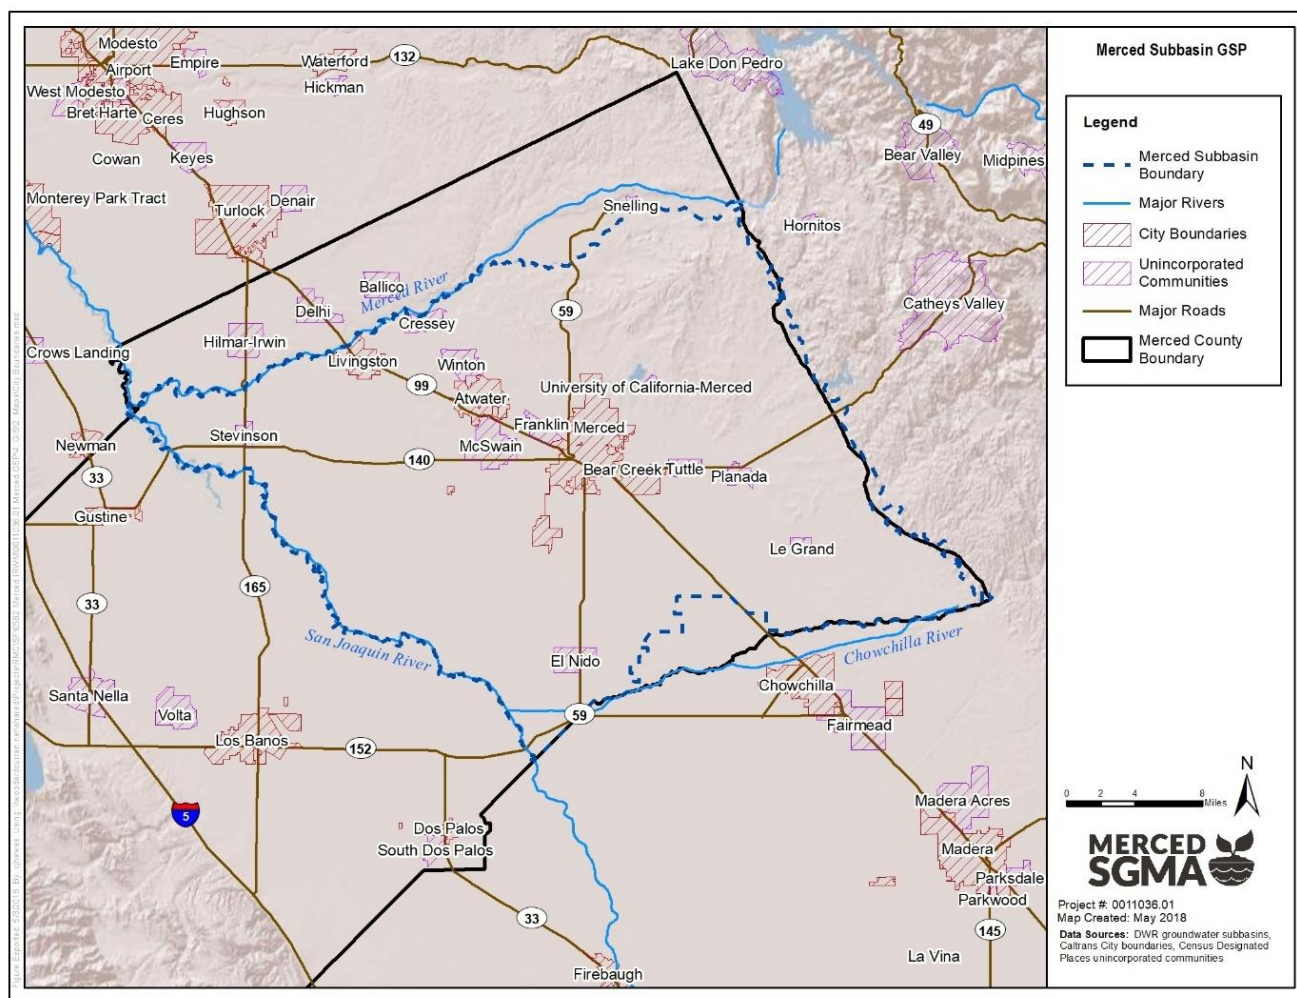 Merced Subbasin GSP
Legend
Merced Subbasin
Boundary
Major Rivers
City Boundaries
Unincorporated
Communities
Major Roads
Merced County
Boundary
Modesto
Airport
Empire
Waterford
Hickman
132
Lake Don Pedro
West Modesto
Bret Harte
Ceres
Hughson
Cowan
Keyes
49
Bear Valley
Midpines
Monterey Park Tract
Turlock
Denair
Snelling
Hornitos
Ballico
Merced River
Delhi
Cressey
59
Catheys Valley
Crows Landing
Hilmar-Irwin
Livingston
Winton
99
Atwater
University of California-Merced
Newman
Stevinson
Franklin
Merced
McSwain
140
Bear Creek
Tuttle
Planada
33
Gustine
Le Grand
165
33
San Joaquin River
El Nido
Chowchilla River
Chowchilla
Santa Nella
Volta
59
Fairmead
Los Banos
152
5
Madera Acres
Dos Palos
South Dos Palos
Madera
Parksdale
Parkwood
33
145
La Vina
Firebaugh
N
0 2 4 8
Miles
MERCED
SGMA
Project #: 0011036.01
Map Created: May 2018
Data Sources: DWR groundwater subbasins,
Caltrans City boundaries, Census Designated
Places unincorporated communities